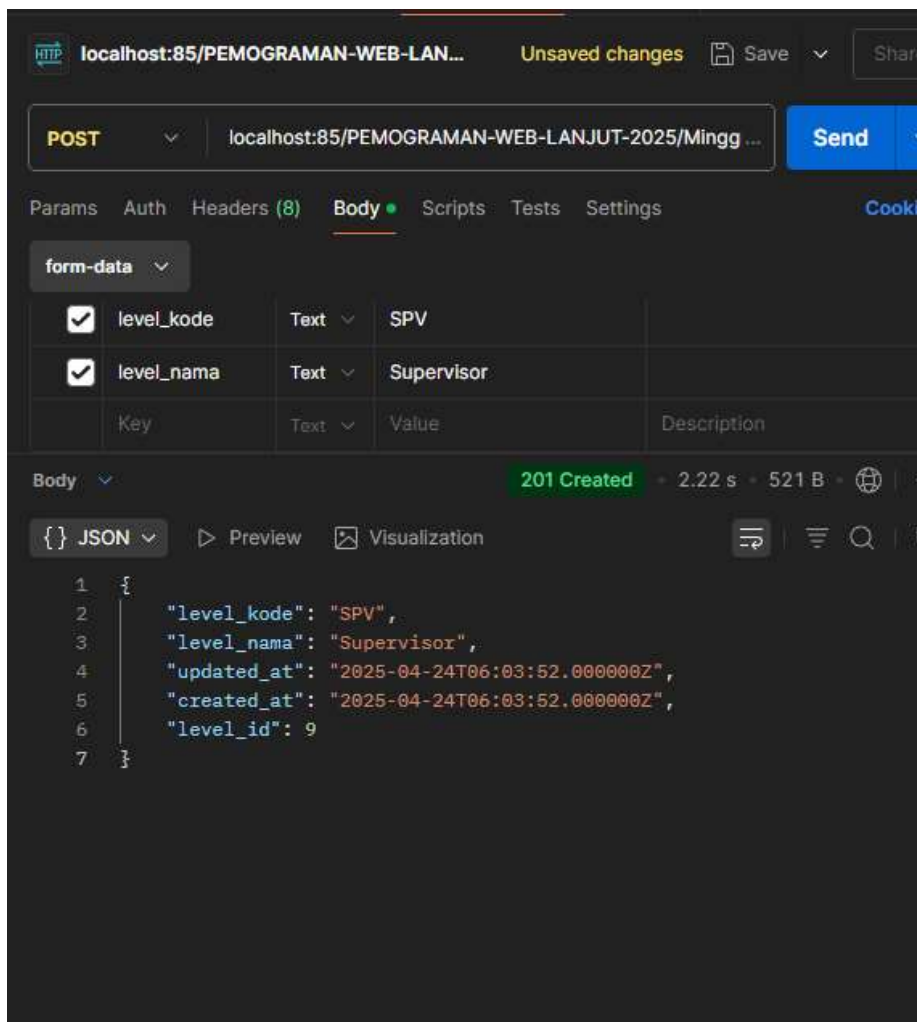 HTTP localhost:85/PEMOGRAMAN-WEB-LAN... Unsaved changes Save
POST localhost:85/PEMOGRAMAN-WEB-LANJUT-2025/Mingg ... Send
Params Auth Headers (8) Body Scripts Tests Settings
form-data
level_kode Text SPV
level_nama Text Supervisor
Key Text Value Description
Body 201 Created 2.22 s 521 B
{} JSON Preview Visualization
1 {
2 "level_kode": "SPV",
3 "level_nama": "Supervisor",
4 "updated_at": "2025-04-24T06:03:52.000000Z",
5 "created_at": "2025-04-24T06:03:52.000000Z",
6 "level_id": 9
7 }